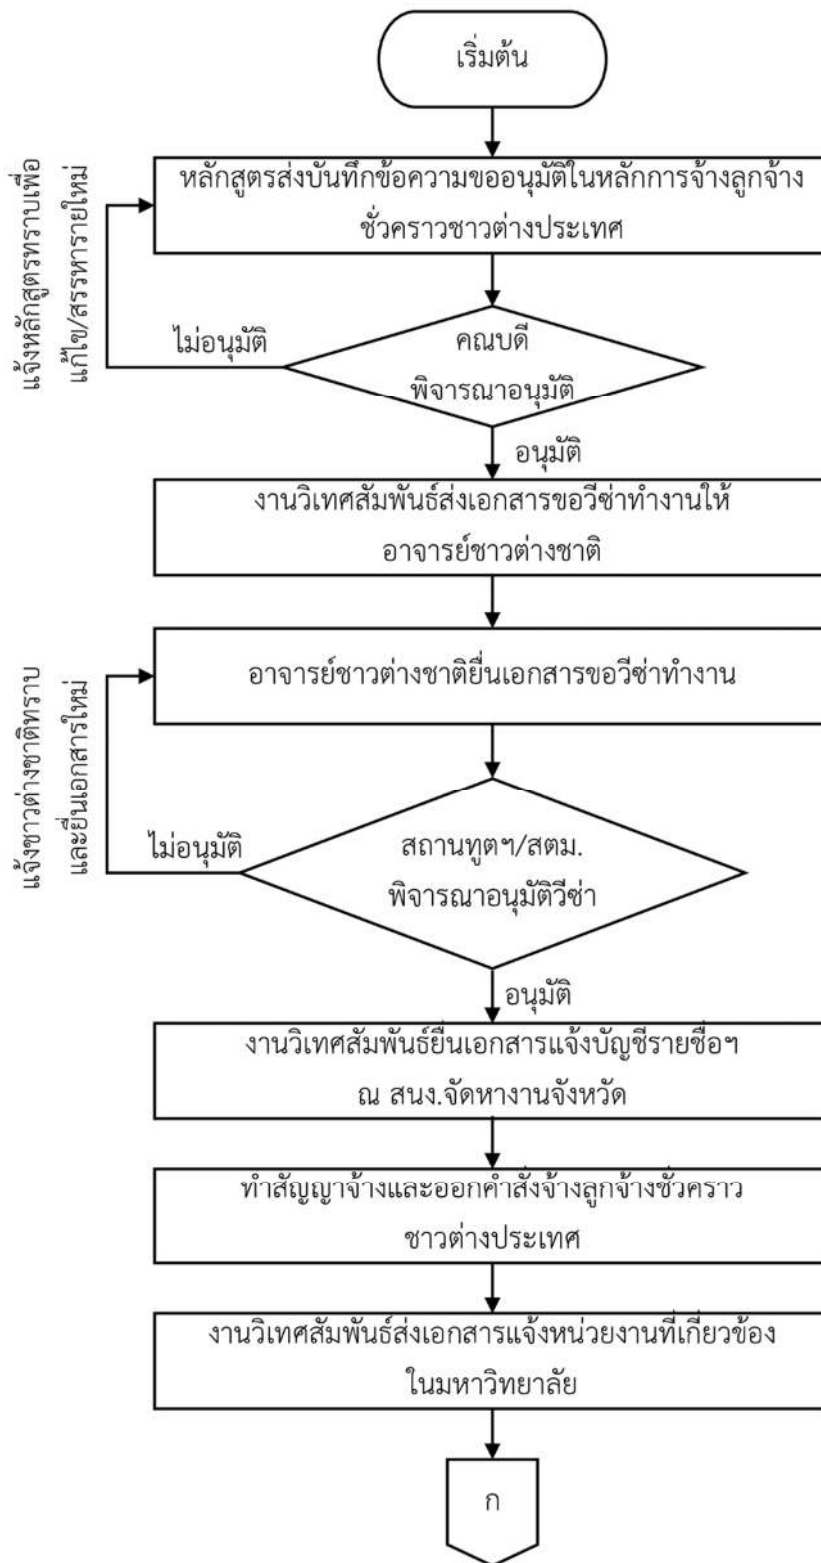 เริ่มต้น
หลักสูตรส่งบันทึกข้อความขออนุมัติในหลักการจ้างลูกจ้าง
ชั่วคราวชาวต่างประเทศ
แจ้งหลักสูตรทราบเพื่อ
แก้ไข/สรรหารายใหม่
ไม่อนุมัติ
คณบดี
พิจารณาอนุมัติ
อนุมัติ
งานวิเทศสัมพันธ์ส่งเอกสารขอวีซ่าทำงานให้
อาจารย์ชาวต่างชาติ
อาจารย์ชาวต่างชาติยื่นเอกสารขอวีซ่าทำงาน
แจ้งชาวต่างชาติทราบ
และยื่นเอกสารใหม่
ไม่อนุมัติ
สถานทูตฯ/สตม.
พิจารณาอนุมัติวีซ่า
อนุมัติ
งานวิเทศสัมพันธ์ยื่นเอกสารแจ้งบัญชีรายชื่อฯ
ณ สนง.จัดหางานจังหวัด
ทำสัญญาจ้างและออกคำสั่งจ้างลูกจ้างชั่วคราว
ชาวต่างประเทศ
งานวิเทศสัมพันธ์ส่งเอกสารแจ้งหน่วยงานที่เกี่ยวข้อง
ในมหาวิทยาลัย
ก